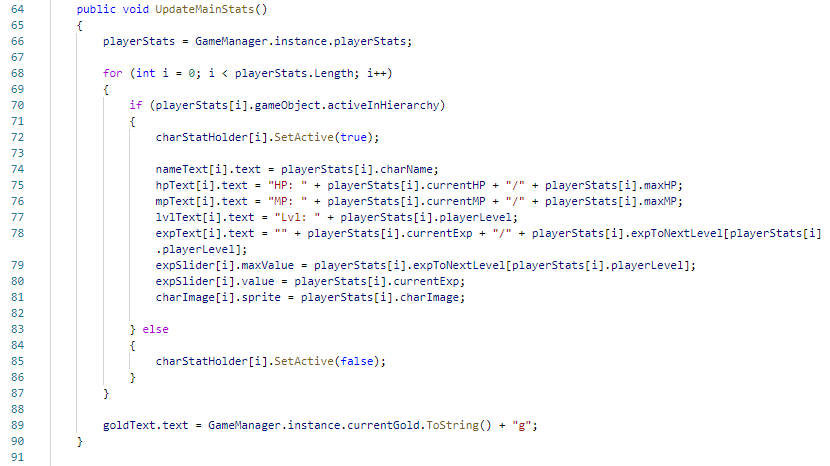 64 public void UpdateMainStats()
65 {
66 playerStats = GameManager.instance.playerStats;
67
68 for (int i = 0; i < playerStats.Length; i++)
69 {
70 if (playerStats[i].gameObject.activeInHierarchy)
71 {
72 charStatHolder[i].SetActive(true);
73
74 nameText[i].text = playerStats[i].charName;
75 hpText[i].text = "HP: " + playerStats[i].currentHP + "/" + playerStats[i].maxHP;
76 mpText[i].text = "MP: " + playerStats[i].currentMP + "/" + playerStats[i].maxMP;
77 lvlText[i].text = "Lvl: " + playerStats[i].playerLevel;
78 expText[i].text = "" + playerStats[i].currentExp + "/" + playerStats[i].expToNextLevel[playerStats[i]
.playerLevel];
79 expSlider[i].maxValue = playerStats[i].expToNextLevel[playerStats[i].playerLevel];
80 expSlider[i].value = playerStats[i].currentExp;
81 charImage[i].sprite = playerStats[i].charImage;
82
83 } else
84 {
85 charStatHolder[i].SetActive(false);
86 }
87 }
88
89 goldText.text = GameManager.instance.currentGold.ToString() + "g";
90 }
91